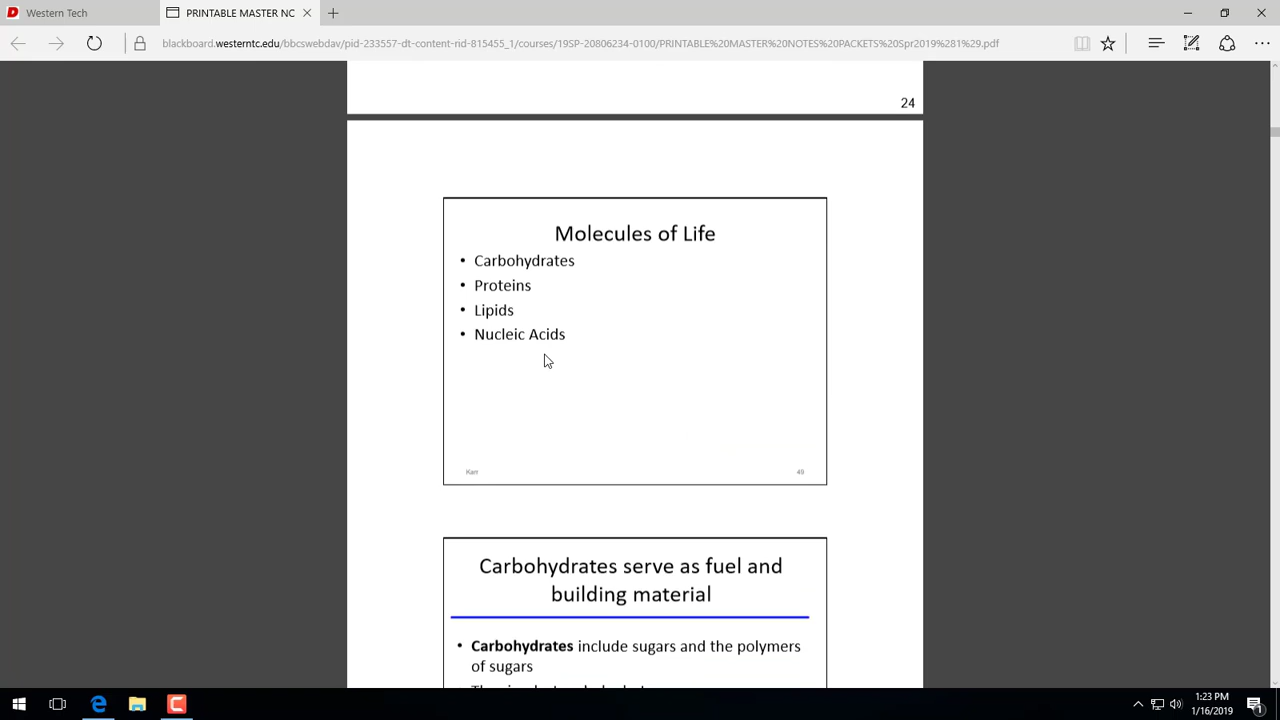 Western Tech
PRINTABLE MASTER NC
blackboard.westerntc.edu/bbcswebdav/pid-233557-dt-content-rid-815455_1/courses/19SP-20806234-0100/PRINTABLE%20MASTER%20NOTES%20PACKETS%20Spr2019%281%29.pdf
24
Molecules of Life
• Carbohydrates
• Proteins
• Lipids
• Nucleic Acids
Kerr
49
Carbohydrates serve as fuel and
building material
• Carbohydrates include sugars and the polymers
of sugars
1:23 PM
1/16/2019